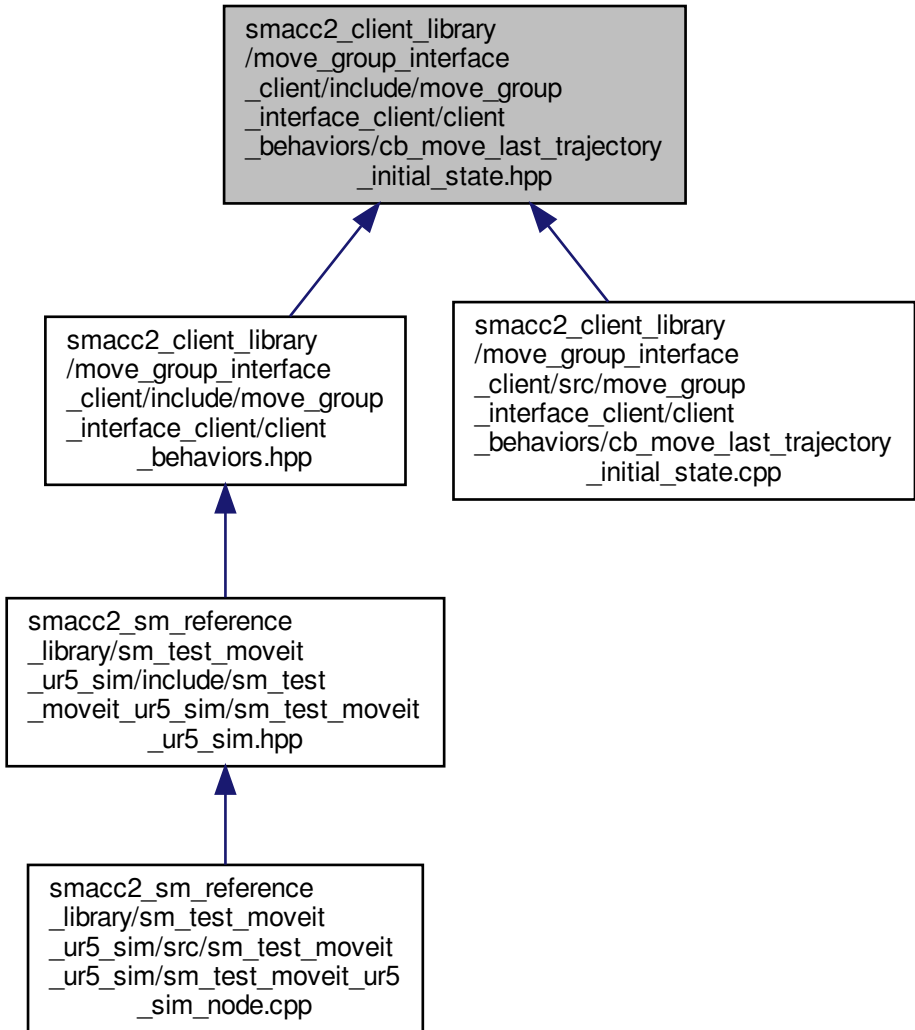 smacc2_client_library
/move_group_interface
_client/include/move_group
_interface_client/client
_behaviors/cb_move_last_trajectory
_initial_state.hpp
smacc2_client_library
/move_group_interface
_client/include/move_group
_interface_client/client
_behaviors.hpp
smacc2_client_library
/move_group_interface
_client/src/move_group
_interface_client/client
_behaviors/cb_move_last_trajectory
_initial_state.cpp
smacc2_sm_reference
_library/sm_test_moveit
_ur5_sim/include/sm_test
_moveit_ur5_sim/sm_test_moveit
_ur5_sim.hpp
smacc2_sm_reference
_library/sm_test_moveit
_ur5_sim/src/sm_test_moveit
_ur5_sim/sm_test_moveit_ur5
_sim_node.cpp